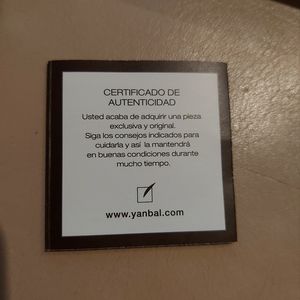 CERTIFICADO DE
AUTENTICIDAD
Usted acaba de adquirir una pieza
exclusiva y original.
Siga los consejos indicados para
cuidarla y así la mantendrá
en buenas condiciones durante
mucho tiempo.
www.yanbal.com